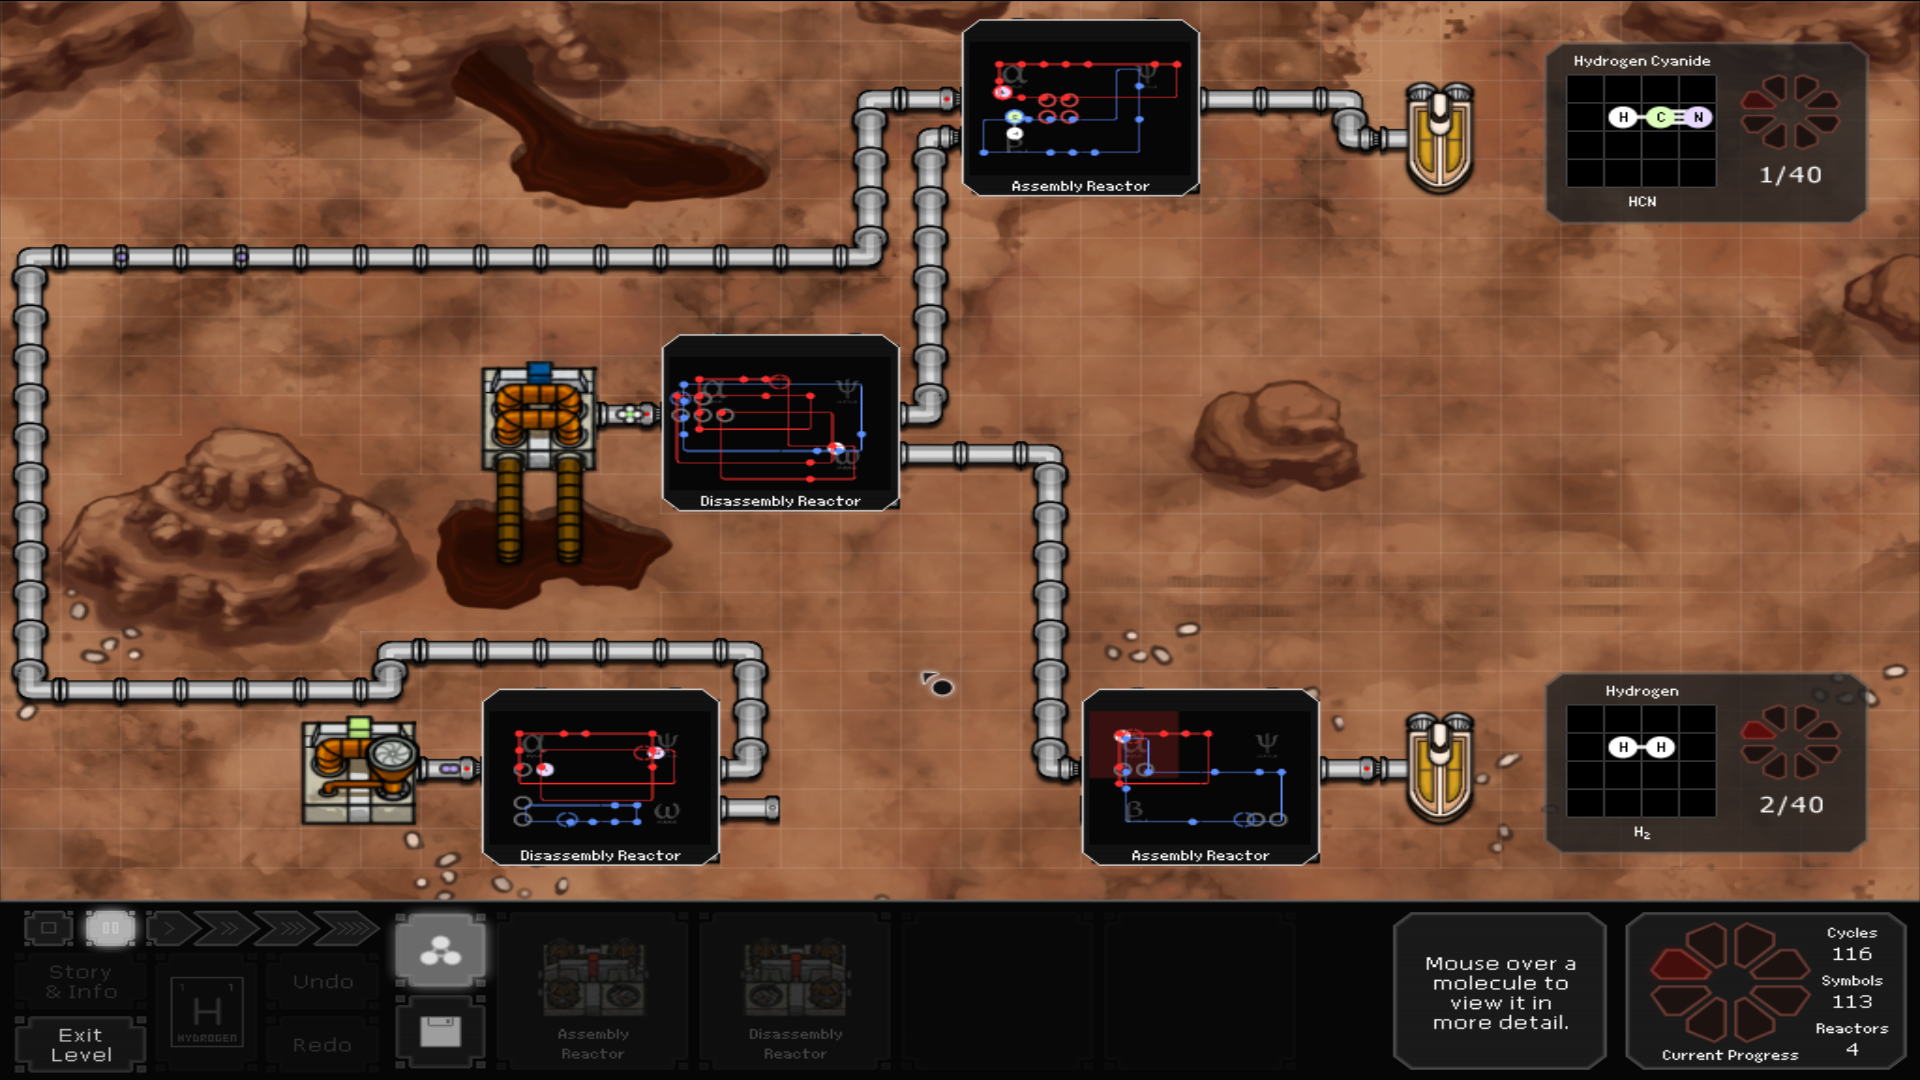 Assembly Reactor
Hydrogen Cyanide
H C N
1/40
HCN
α
Ψ
β
Disassembly Reactor
α
Ψ
ω
Disassembly Reactor
α
Ψ
ω
Assembly Reactor
Ψ
β
Hydrogen
H H
2/40
H₂
Story
& Info
Exit
Level
1 1
H
HYDROGEN
Undo
Redo
Assembly
Reactor
Disassembly
Reactor
Mouse over a
molecule to
view it in
more detail.
Cycles
116
Symbols
113
Reactors
4
Current Progress